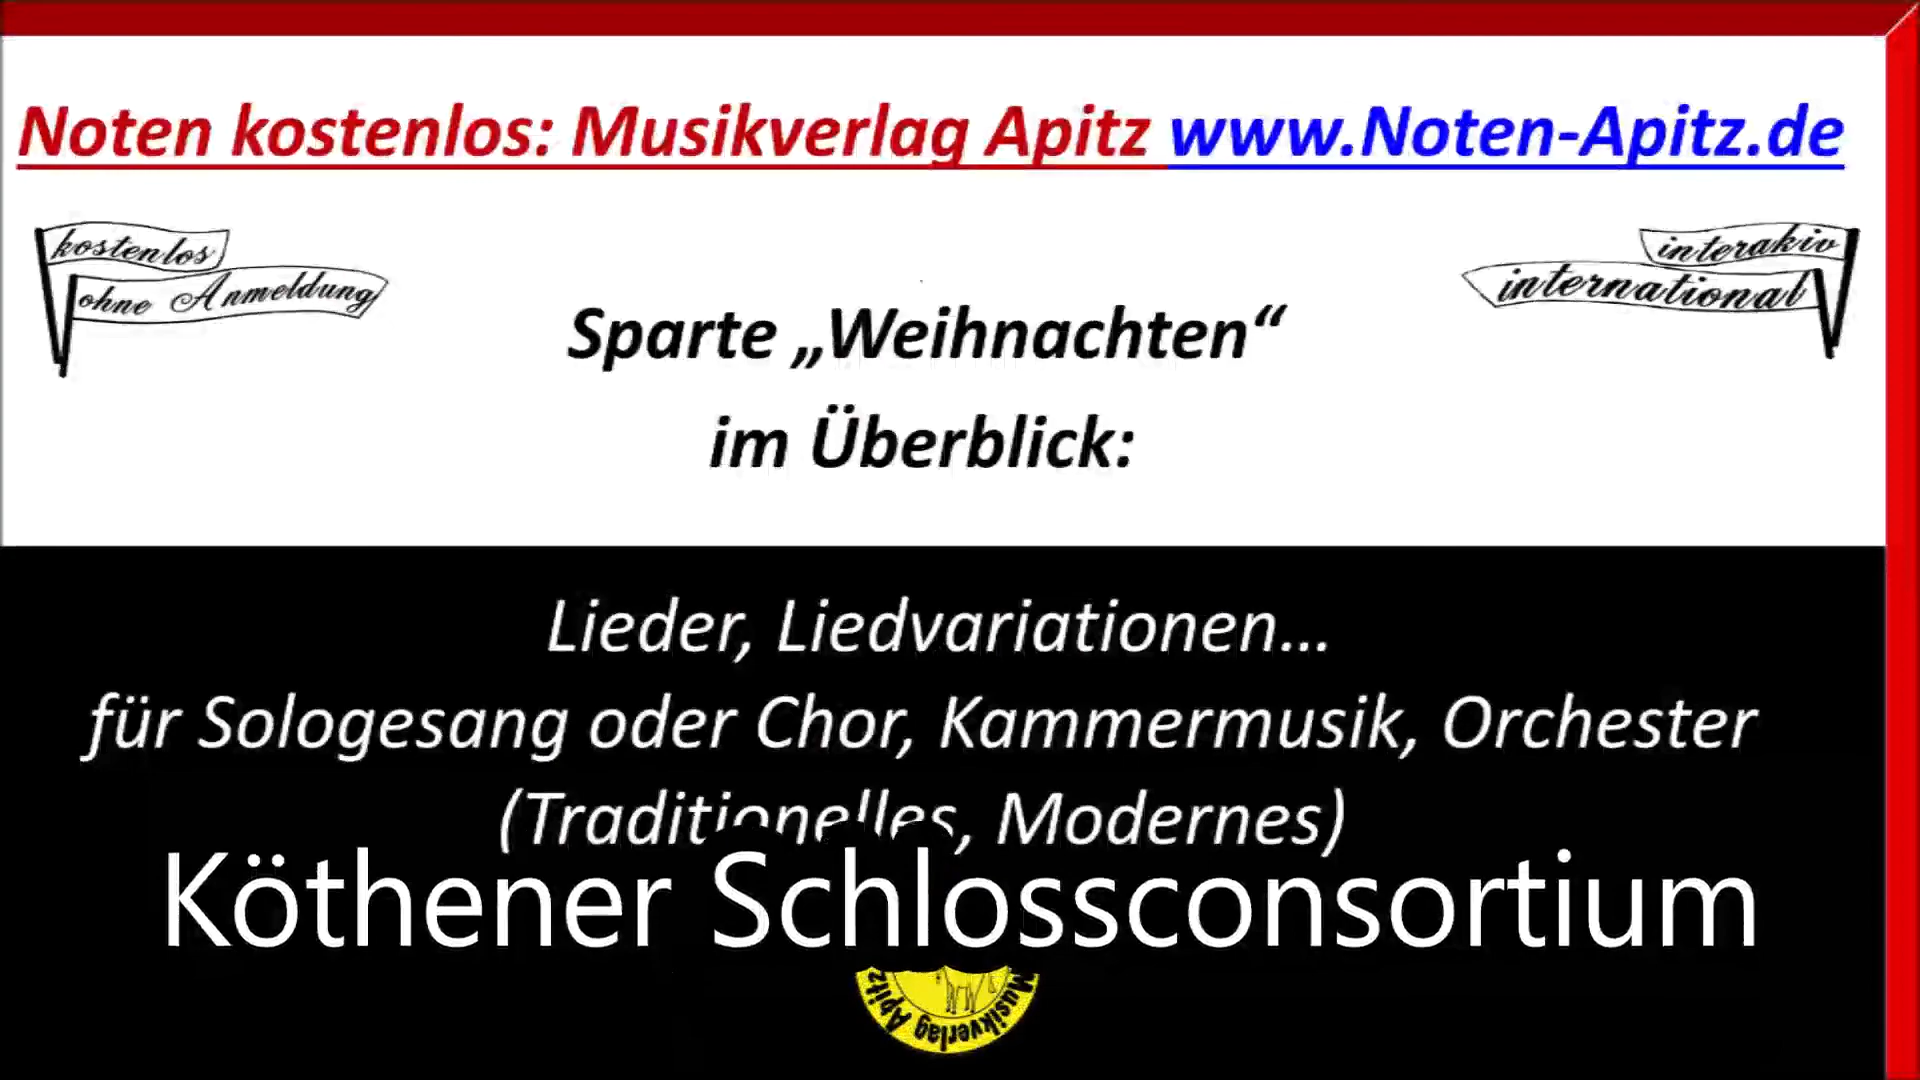 Noten kostenlos: Musikverlag Apitz www.Noten-Apitz.de
kostenlos
ohne Anmeldung
interakiv
international
Sparte „Weihnachten“
im Überblick:
Lieder, Liedvariationen...
für Sologesang oder Chor, Kammermusik, Orchester
(Traditionelles, Modernes)
Köthener Schlossconsortium
Musikverlag Apitz